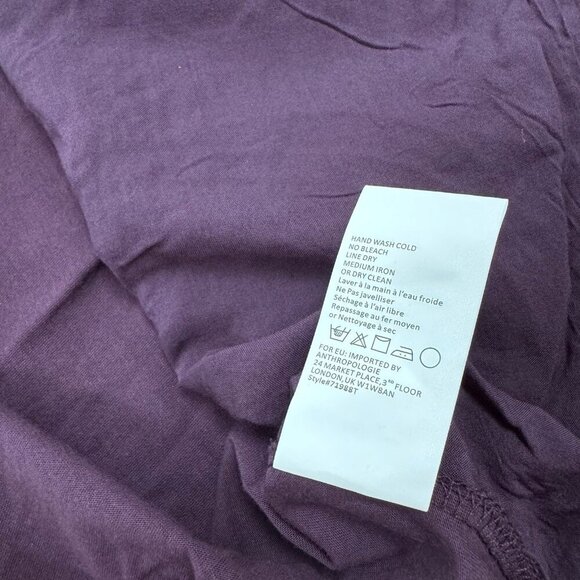 HAND WASH COLD
NO BLEACH
LINE DRY
MEDIUM IRON
OR DRY CLEAN
Laver à la main à l'eau froide
Ne Pas javelliser
Séchage à l'air libre
Repassage au fer moyen
or Nettoyage à sec
FOR EU: IMPORTED BY
ANTHROPOLOGIE
24 MARKET PLACE,3RD FLOOR
LONDON,UK W1W8AN
Style#71986T